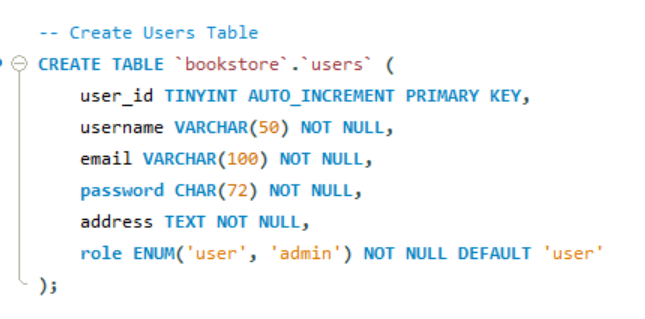 -- Create Users Table
CREATE TABLE `bookstore`.`users` (
user_id TINYINT AUTO_INCREMENT PRIMARY KEY,
username VARCHAR(50) NOT NULL,
email VARCHAR(100) NOT NULL,
password CHAR(72) NOT NULL,
address TEXT NOT NULL,
role ENUM('user', 'admin') NOT NULL DEFAULT 'user'
);